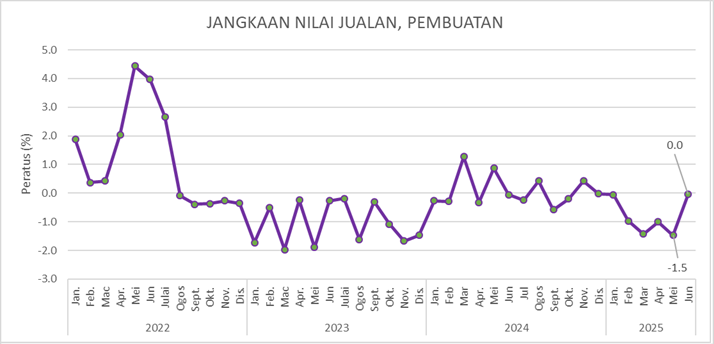 JANGKAAN NILAI JUALAN, PEMBUATAN
5.0
4.0
3.0
2.0
1.0
0.0
-1.0
-2.0
-3.0
Peratus (%)
0.0
-1.5
Jan. Feb. Mac Apr. Mei Jun Julai Ogos Sept. Okt. Nov. Dis. Jan. Feb. Mac Apr. Mei Jun Julai Ogos Sept. Okt. Nov. Dis. Jan. Feb. Mar Apr. Mei Jun Jul Ogos Sep. Okt. Nov. Dis. Jan. Feb. Mar Apr Mei Jun
2022 2023 2024 2025